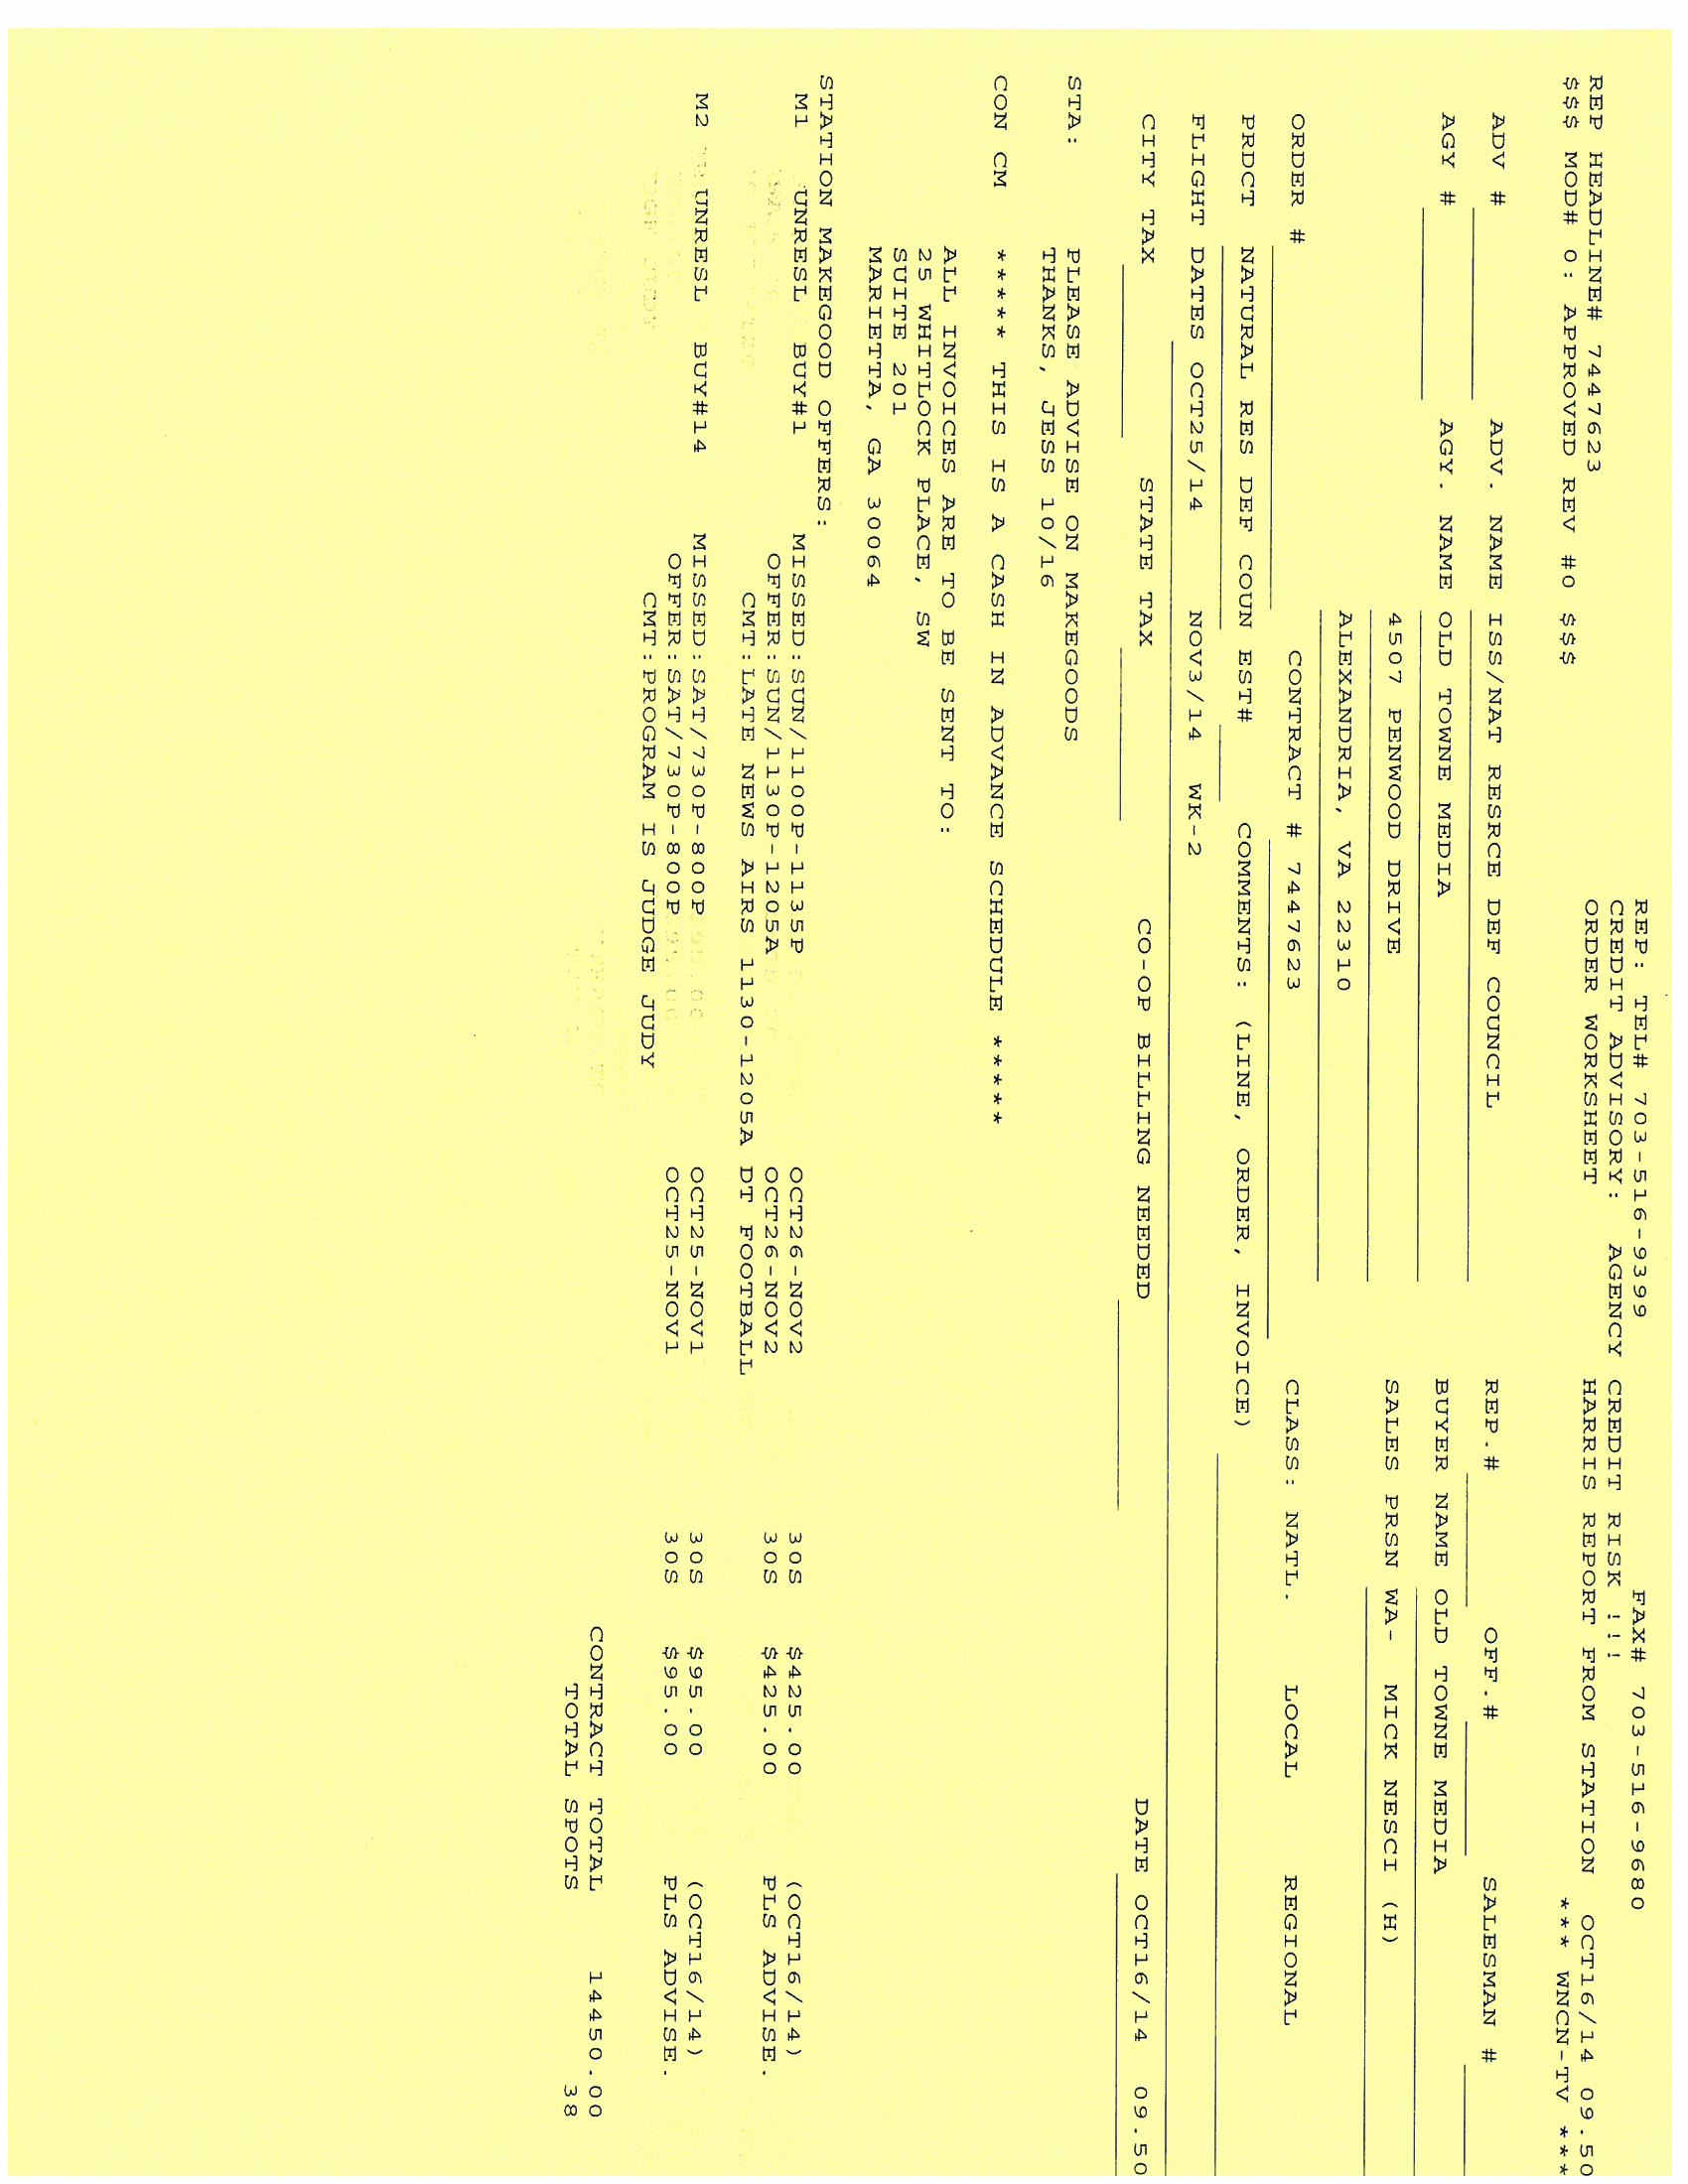 REP: TEL# 703-516-9399 FAX# 703-516-9680
CREDIT ADVISORY: AGENCY CREDIT RISK !!!
REP HEADLINE# 7447623 ORDER WORKSHEET HARRIS REPORT FROM STATION OCT16/14 09.50
$$$ MOD# 0: APPROVED REV #0 $$$ *** WNCN-TV ***
ADV # ADV. NAME ISS/NAT RESRCE DEF COUNCIL REP.# OFF.# SALESMAN #
AGY # AGY. NAME OLD TOWNE MEDIA BUYER NAME OLD TOWNE MEDIA
4507 PENWOOD DRIVE SALES PRSN WA- MICK NESCI (H)
ALEXANDRIA, VA 22310
ORDER # CONTRACT # 7447623 CLASS: NATL. LOCAL REGIONAL
PRDCT NATURAL RES DEF COUN EST# COMMENTS: (LINE, ORDER, INVOICE)
FLIGHT DATES OCT25/14 NOV3/14 WK-2
CITY TAX STATE TAX CO-OP BILLING NEEDED DATE OCT16/14 09.50
STA: PLEASE ADVISE ON MAKEGOODS
THANKS, JESS 10/16
CON CM ***** THIS IS A CASH IN ADVANCE SCHEDULE *****
ALL INVOICES ARE TO BE SENT TO:
25 WHITLOCK PLACE, SW
SUITE 201
MARIETTA, GA 30064
STATION MAKEGOOD OFFERS:
M1 UNRESL BUY#1 MISSED:SUN/1100P-1135P OCT26-NOV2 30S $425.00 (OCT16/14)
OFFER:SUN/1130P-1205A OCT26-NOV2 30S $425.00 PLS ADVISE.
CMT:LATE NEWS AIRS 1130-1205A DT FOOTBALL
M2 UNRESL BUY#14 MISSED:SAT/730P-800P OCT25-NOV1 30S $95.00 (OCT16/14)
OFFER:SAT/730P-800P OCT25-NOV1 30S $95.00 PLS ADVISE.
CMT:PROGRAM IS JUDGE JUDY
CONTRACT TOTAL 14450.00
TOTAL SPOTS 38